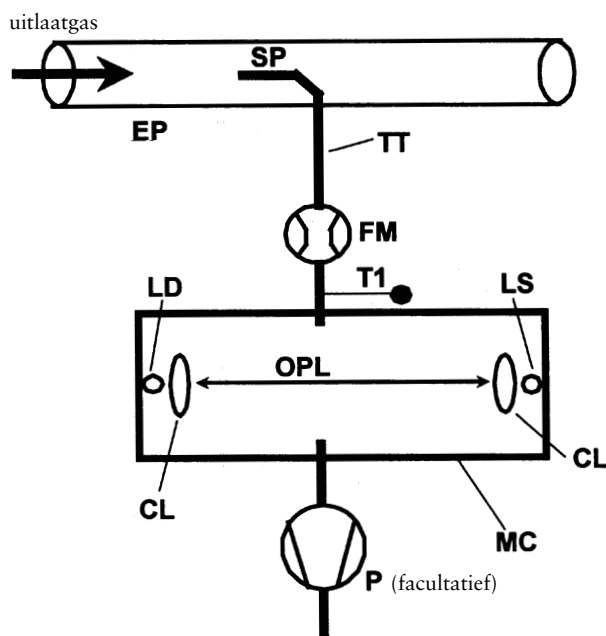 uitlaatgas
SP
EP
TT
FM
T1
LD
LS
OPL
CL
CL
MC
P (facultatief)